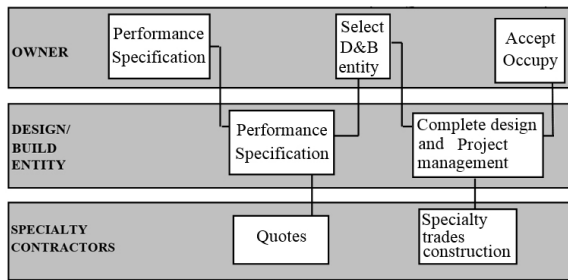 OWNER
Performance
Specification
Select
D&B
entity
Accept
Occupy
DESIGN/
BUILD
ENTITY
Performance
Specification
Complete design
and Project
management
SPECIALTY
CONTRACTORS
Quotes
Specialty
trades
construction